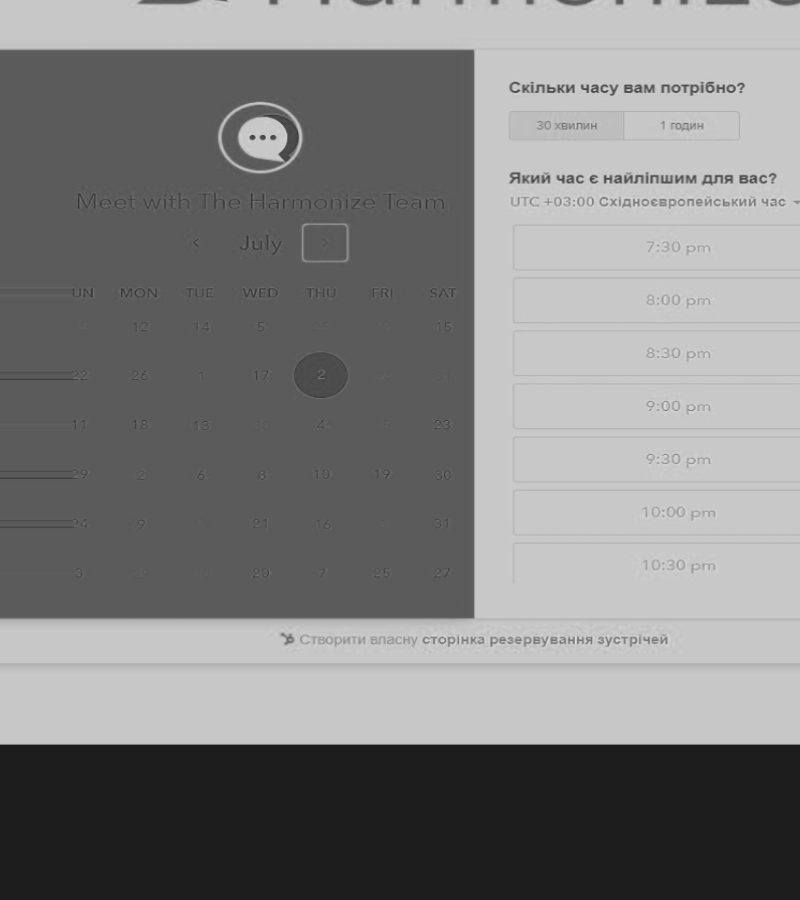 Meet with The Harmonize Team
July
UN MON TUE WED THU FRI SAT
12 14 5 15
22 26 17 2
11 18 13 4 23
29 2 6 8 10 19 30
24 9 21 16 31
3 20 7 25 27
Скільки часу вам потрібно?
30 хвилин 1 годин
Який час є найліпшим для вас?
UTC +03:00 Східноєвропейський час
7:30 pm
8:00 pm
8:30 pm
9:00 pm
9:30 pm
10:00 pm
10:30 pm
Створити власну сторінка резервування зустрічей